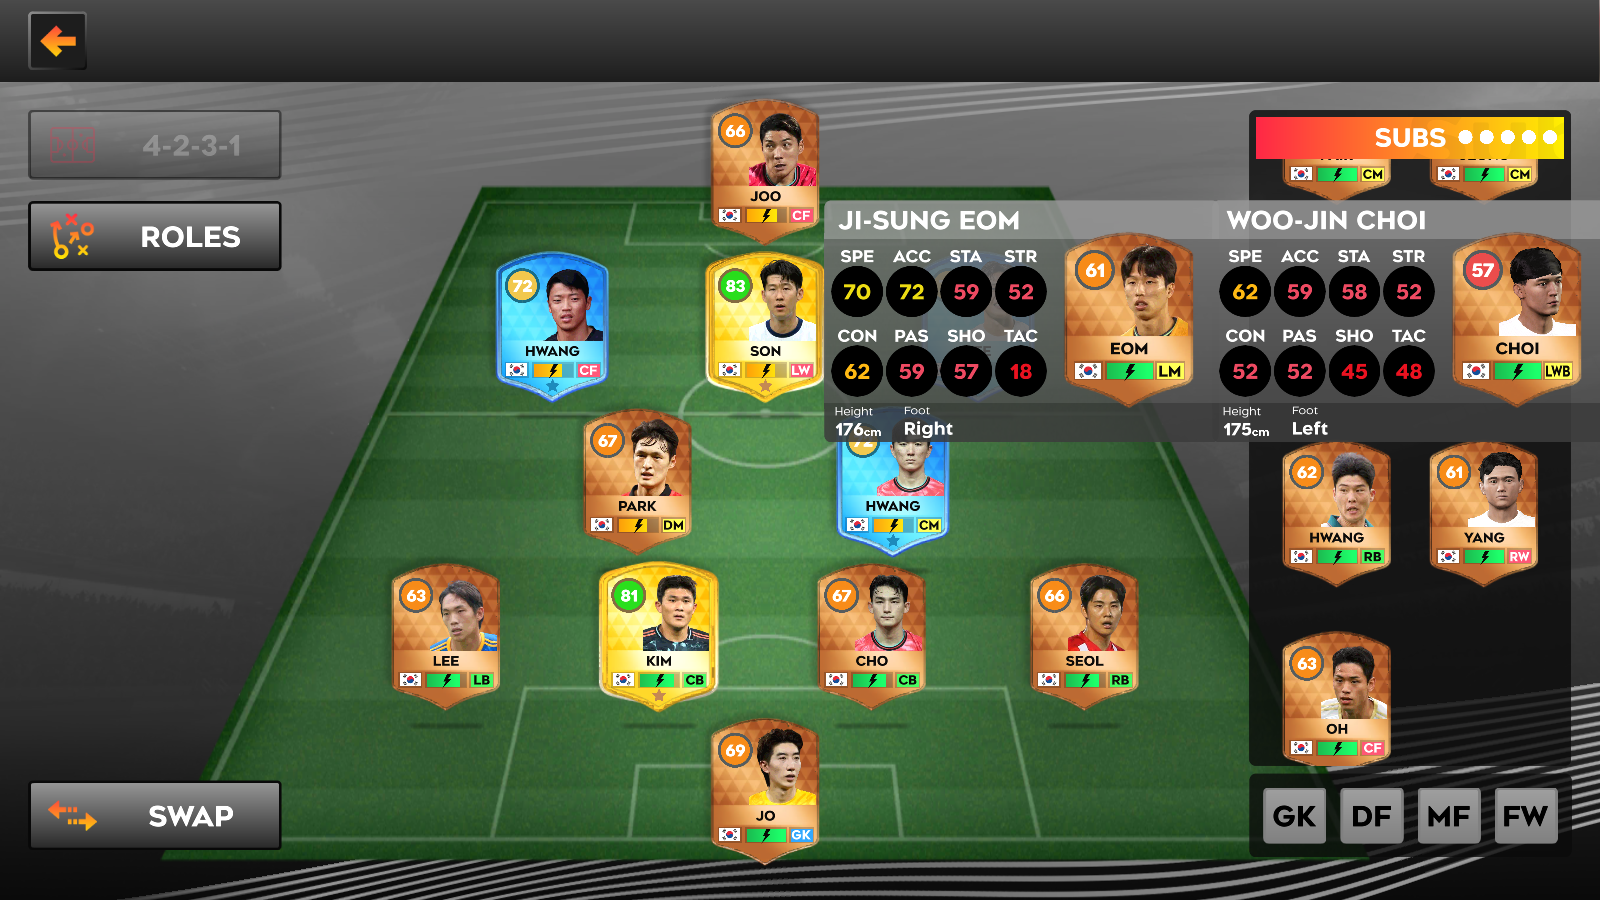 4-2-3-1
ROLES
SWAP
66
JOO
CF
72
HWANG
CF
83
SON
LW
67
PARK
DM
72
HWANG
CM
63
LEE
LB
81
KIM
CB
67
CHO
CB
66
SEOL
RB
69
JO
GK
SUBS
CM
CM
JI-SUNG EOM
SPE ACC STA STR
70 72 59 52
CON PAS SHO TAC
62 59 57 18
Height Foot
176cm Right
61
EOM
LM
WOO-JIN CHOI
SPE ACC STA STR
62 59 58 52
CON PAS SHO TAC
52 52 45 48
Height Foot
175cm Left
57
CHOI
LWB
62
HWANG
RB
61
YANG
RW
63
OH
CF
GK DF MF FW